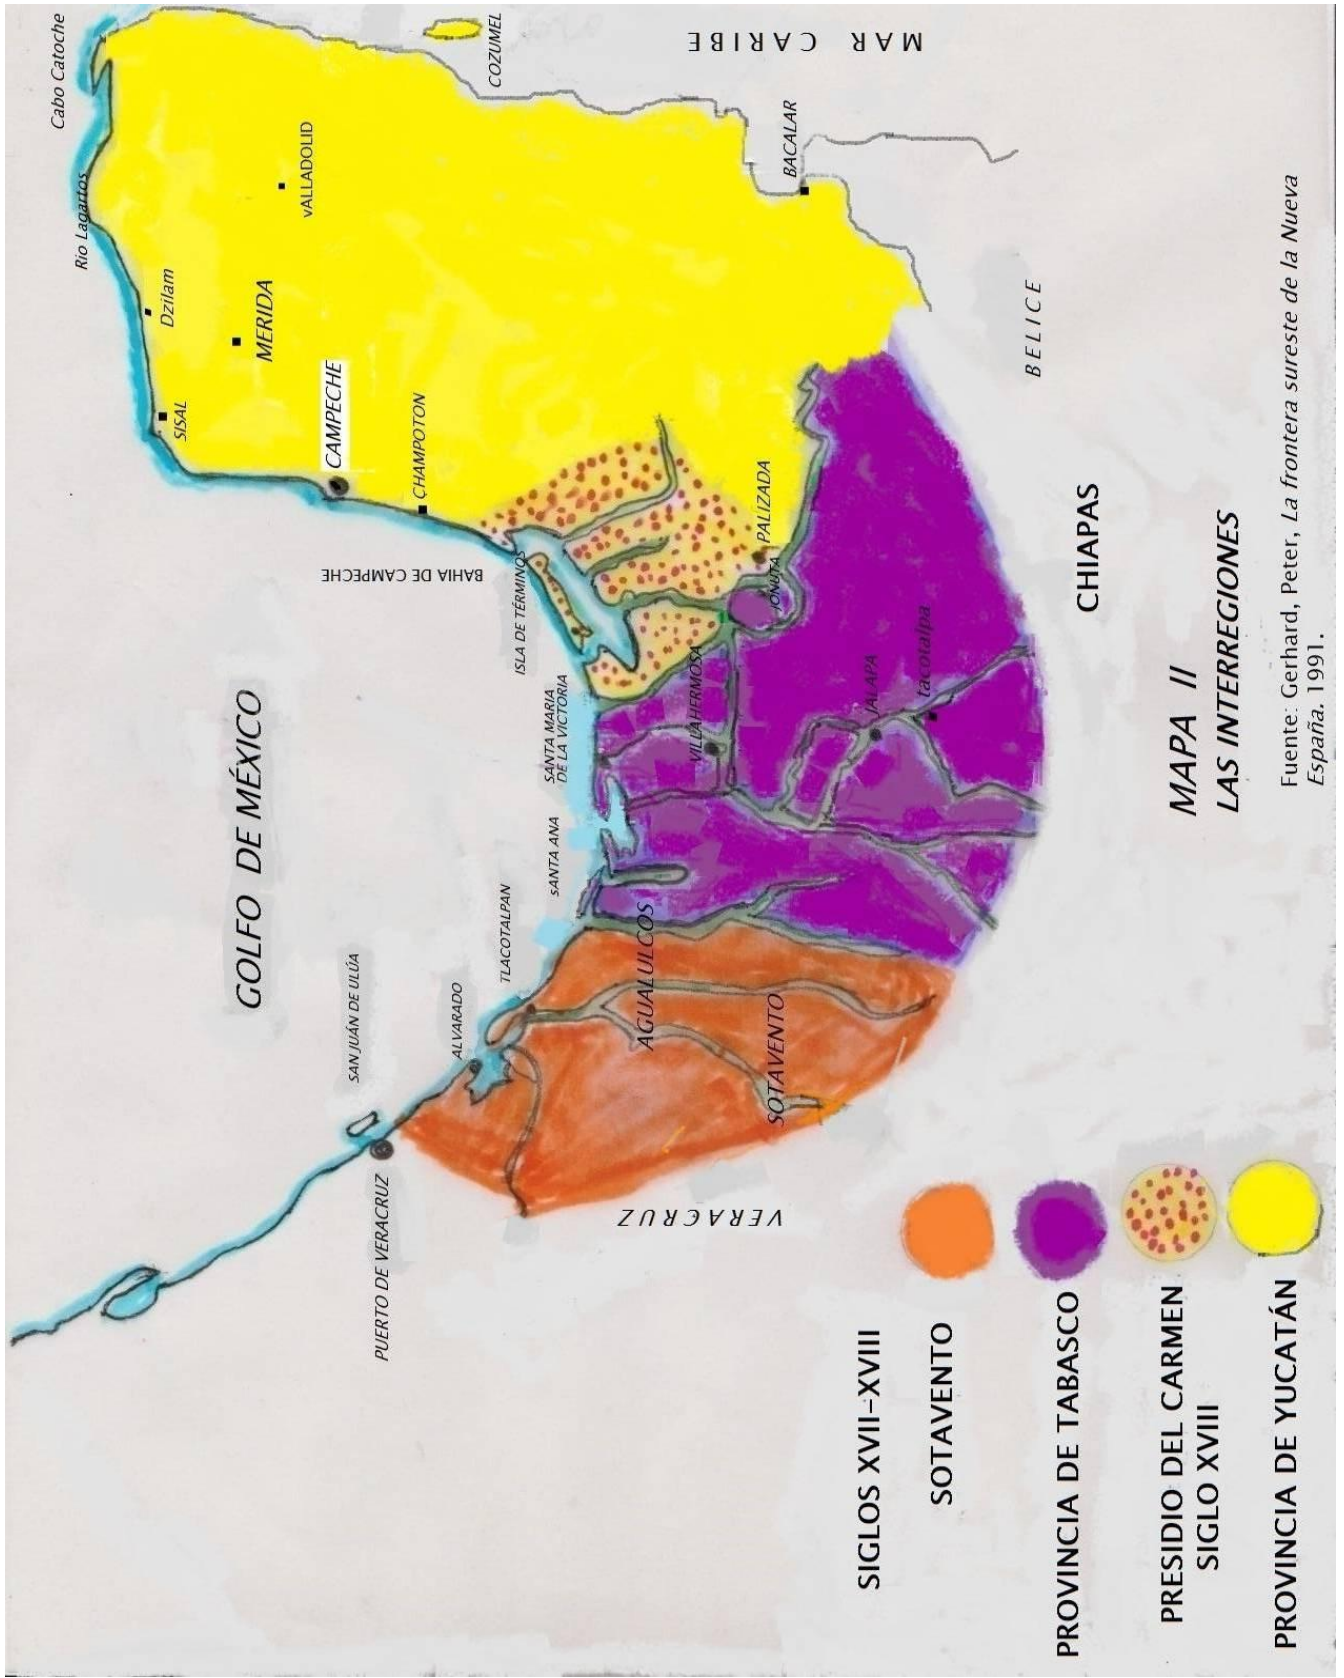 GOLFO DE MÉXICO
MAR CARIBE
Cabo Catoche
Rio Lagartos
COZUMEL
Dzilam
vALLADOLID
SISAL
MERIDA
CAMPECHE
CHAMPOTON
BACALAR
BAHIA DE CAMPECHE
ISLA DE TÉRMINOS
PALIZADA
JONUTA
BELICE
SANTA MARIA
DE LA VICTORIA
VILLAHERMOSA
JALAPA
tacotalpa
CHIAPAS
SANTA ANA
TLACOTALPAN
AGUALULCOS
SAN JUÁN DE ULÚA
ALVARADO
SOTAVENTO
PUERTO DE VERACRUZ
VERACRUZ
SIGLOS XVII-XVIII
SOTAVENTO
PROVINCIA DE TABASCO
PRESIDIO DEL CARMEN
SIGLO XVIII
PROVINCIA DE YUCATÁN
MAPA II
LAS INTERREGIONES
Fuente: Gerhard, Peter, La frontera sureste de la Nueva
España. 1991.